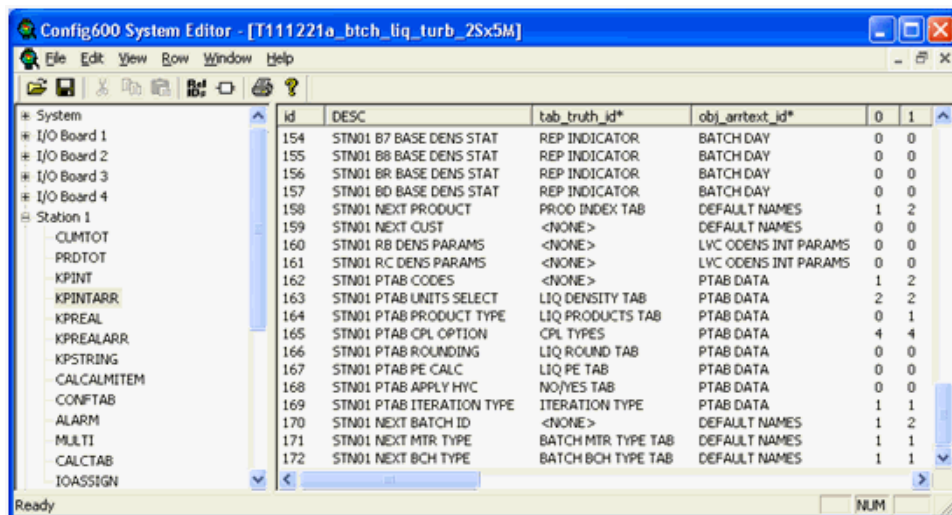 Config600 System Editor - [T111221a_btch_liq_turb_2Sx5M]
File Edit View Row Window Help
System
I/O Board 1
I/O Board 2
I/O Board 3
I/O Board 4
Station 1
CUMTOT
PRDTOT
KPINT
KPINTARR
KPREAL
KPREALARR
KPSTRING
CALCALMITEM
CONFTAB
ALARM
MULTI
CALCTAB
IOASSIGN
id DESC tab_truth_id* obj_arrtext_id* 0 1
154 STN01 B7 BASE DENS STAT REP INDICATOR BATCH DAY 0 0
155 STN01 B8 BASE DENS STAT REP INDICATOR BATCH DAY 0 0
156 STN01 BR BASE DENS STAT REP INDICATOR BATCH DAY 0 0
157 STN01 BD BASE DENS STAT REP INDICATOR BATCH DAY 0 0
158 STN01 NEXT PRODUCT PROD INDEX TAB DEFAULT NAMES 1 2
159 STN01 NEXT CUST <NONE> DEFAULT NAMES 0 0
160 STN01 RB DENS PARAMS <NONE> LVC ODENS INT PARAMS 0 0
161 STN01 RC DENS PARAMS <NONE> LVC ODENS INT PARAMS 0 0
162 STN01 PTAB CODES <NONE> PTAB DATA 1 2
163 STN01 PTAB UNITS SELECT LIQ DENSITY TAB PTAB DATA 2 2
164 STN01 PTAB PRODUCT TYPE LIQ PRODUCTS TAB PTAB DATA 0 1
165 STN01 PTAB CPL OPTION CPL TYPES PTAB DATA 4 4
166 STN01 PTAB ROUNDING LIQ ROUND TAB PTAB DATA 0 0
167 STN01 PTAB PE CALC LIQ PE TAB PTAB DATA 0 0
168 STN01 PTAB APPLY HYC NO/YES TAB PTAB DATA 0 0
169 STN01 PTAB ITERATION TYPE ITERATION TYPE PTAB DATA 1 1
170 STN01 NEXT BATCH ID <NONE> DEFAULT NAMES 1 2
171 STN01 NEXT MTR TYPE BATCH MTR TYPE TAB DEFAULT NAMES 1 1
172 STN01 NEXT BCH TYPE BATCH BCH TYPE TAB DEFAULT NAMES 1 1
Ready NUM